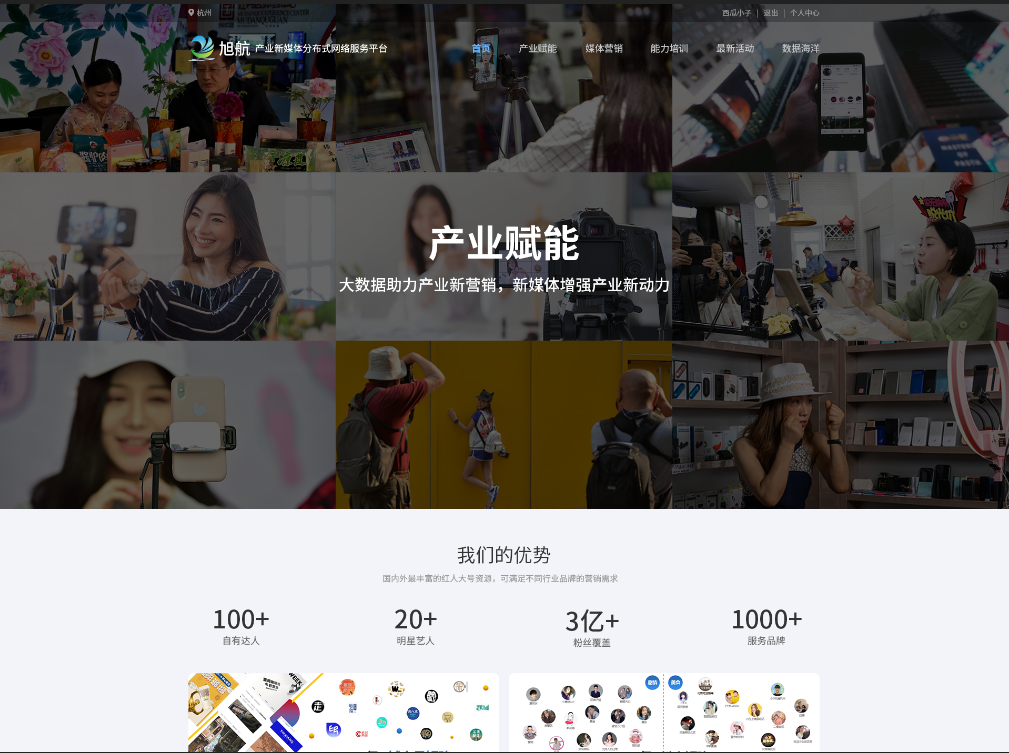 杭州
西瓜小子 | 退出 | 个人中心
旭航 产业新媒体分布式网络服务平台
首页 产业赋能 媒体营销 能力培训 最新活动 数据海洋
产业赋能
大数据助力产业新营销，新媒体增强产业新动力
我们的优势
国内外最丰富的红人大号资源，可满足不同行业品牌的营销需求
100+ 20+ 3亿+ 1000+
自有达人 明星艺人 粉丝覆盖 服务品牌